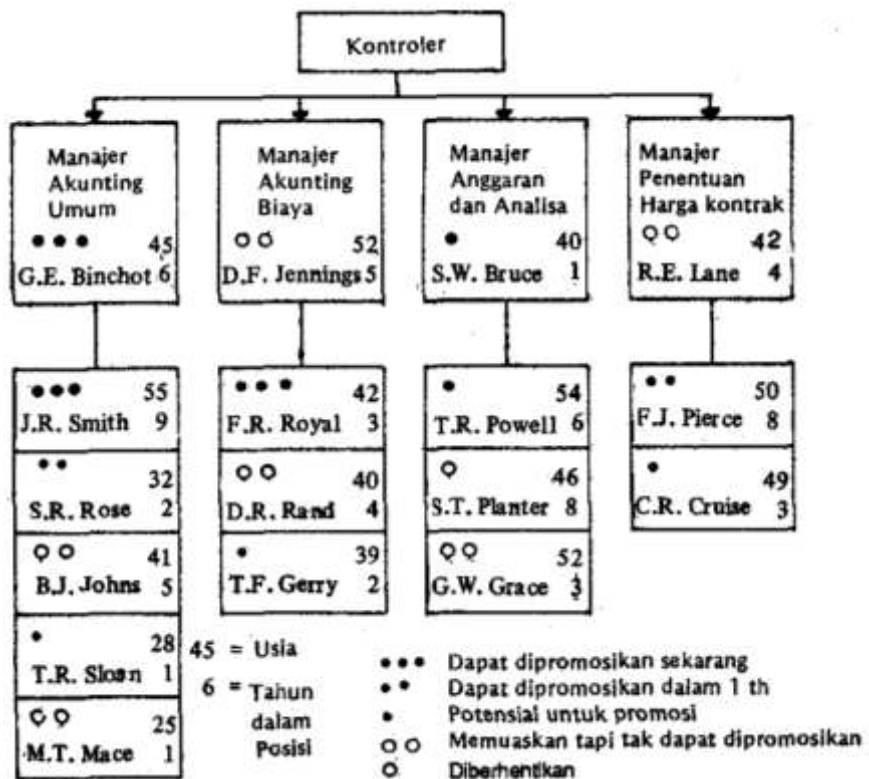 Kontroler
Manajer
Akunting
Umum
45
G.E. Binchot 6
Manajer
Akunting
Biaya
52
D.F. Jennings 5
Manajer
Anggaran
dan Analisa
40
S.W. Bruce 1
Manajer
Penentuan
Harga kontrak
42
R.E. Lane 4
55
J.R. Smith 9
32
S.R. Rose 2
41
B.J. Johns 5
28
T.R. Sloan 1
25
M.T. Mace 1
42
F.R. Royal 3
40
D.R. Rand 4
39
T.F. Gerry 2
54
T.R. Powell 6
46
S.T. Planter 8
52
G.W. Grace 3
50
F.J. Pierce 8
49
C.R. Cruise 3
45 = Usia
6 = Tahun
dalam
Posisi
Dapat dipromosikan sekarang
Dapat dipromosikan dalam 1 th
Potensial untuk promosi
Memuaskan tapi tak dapat dipromosikan
Diberhentikan